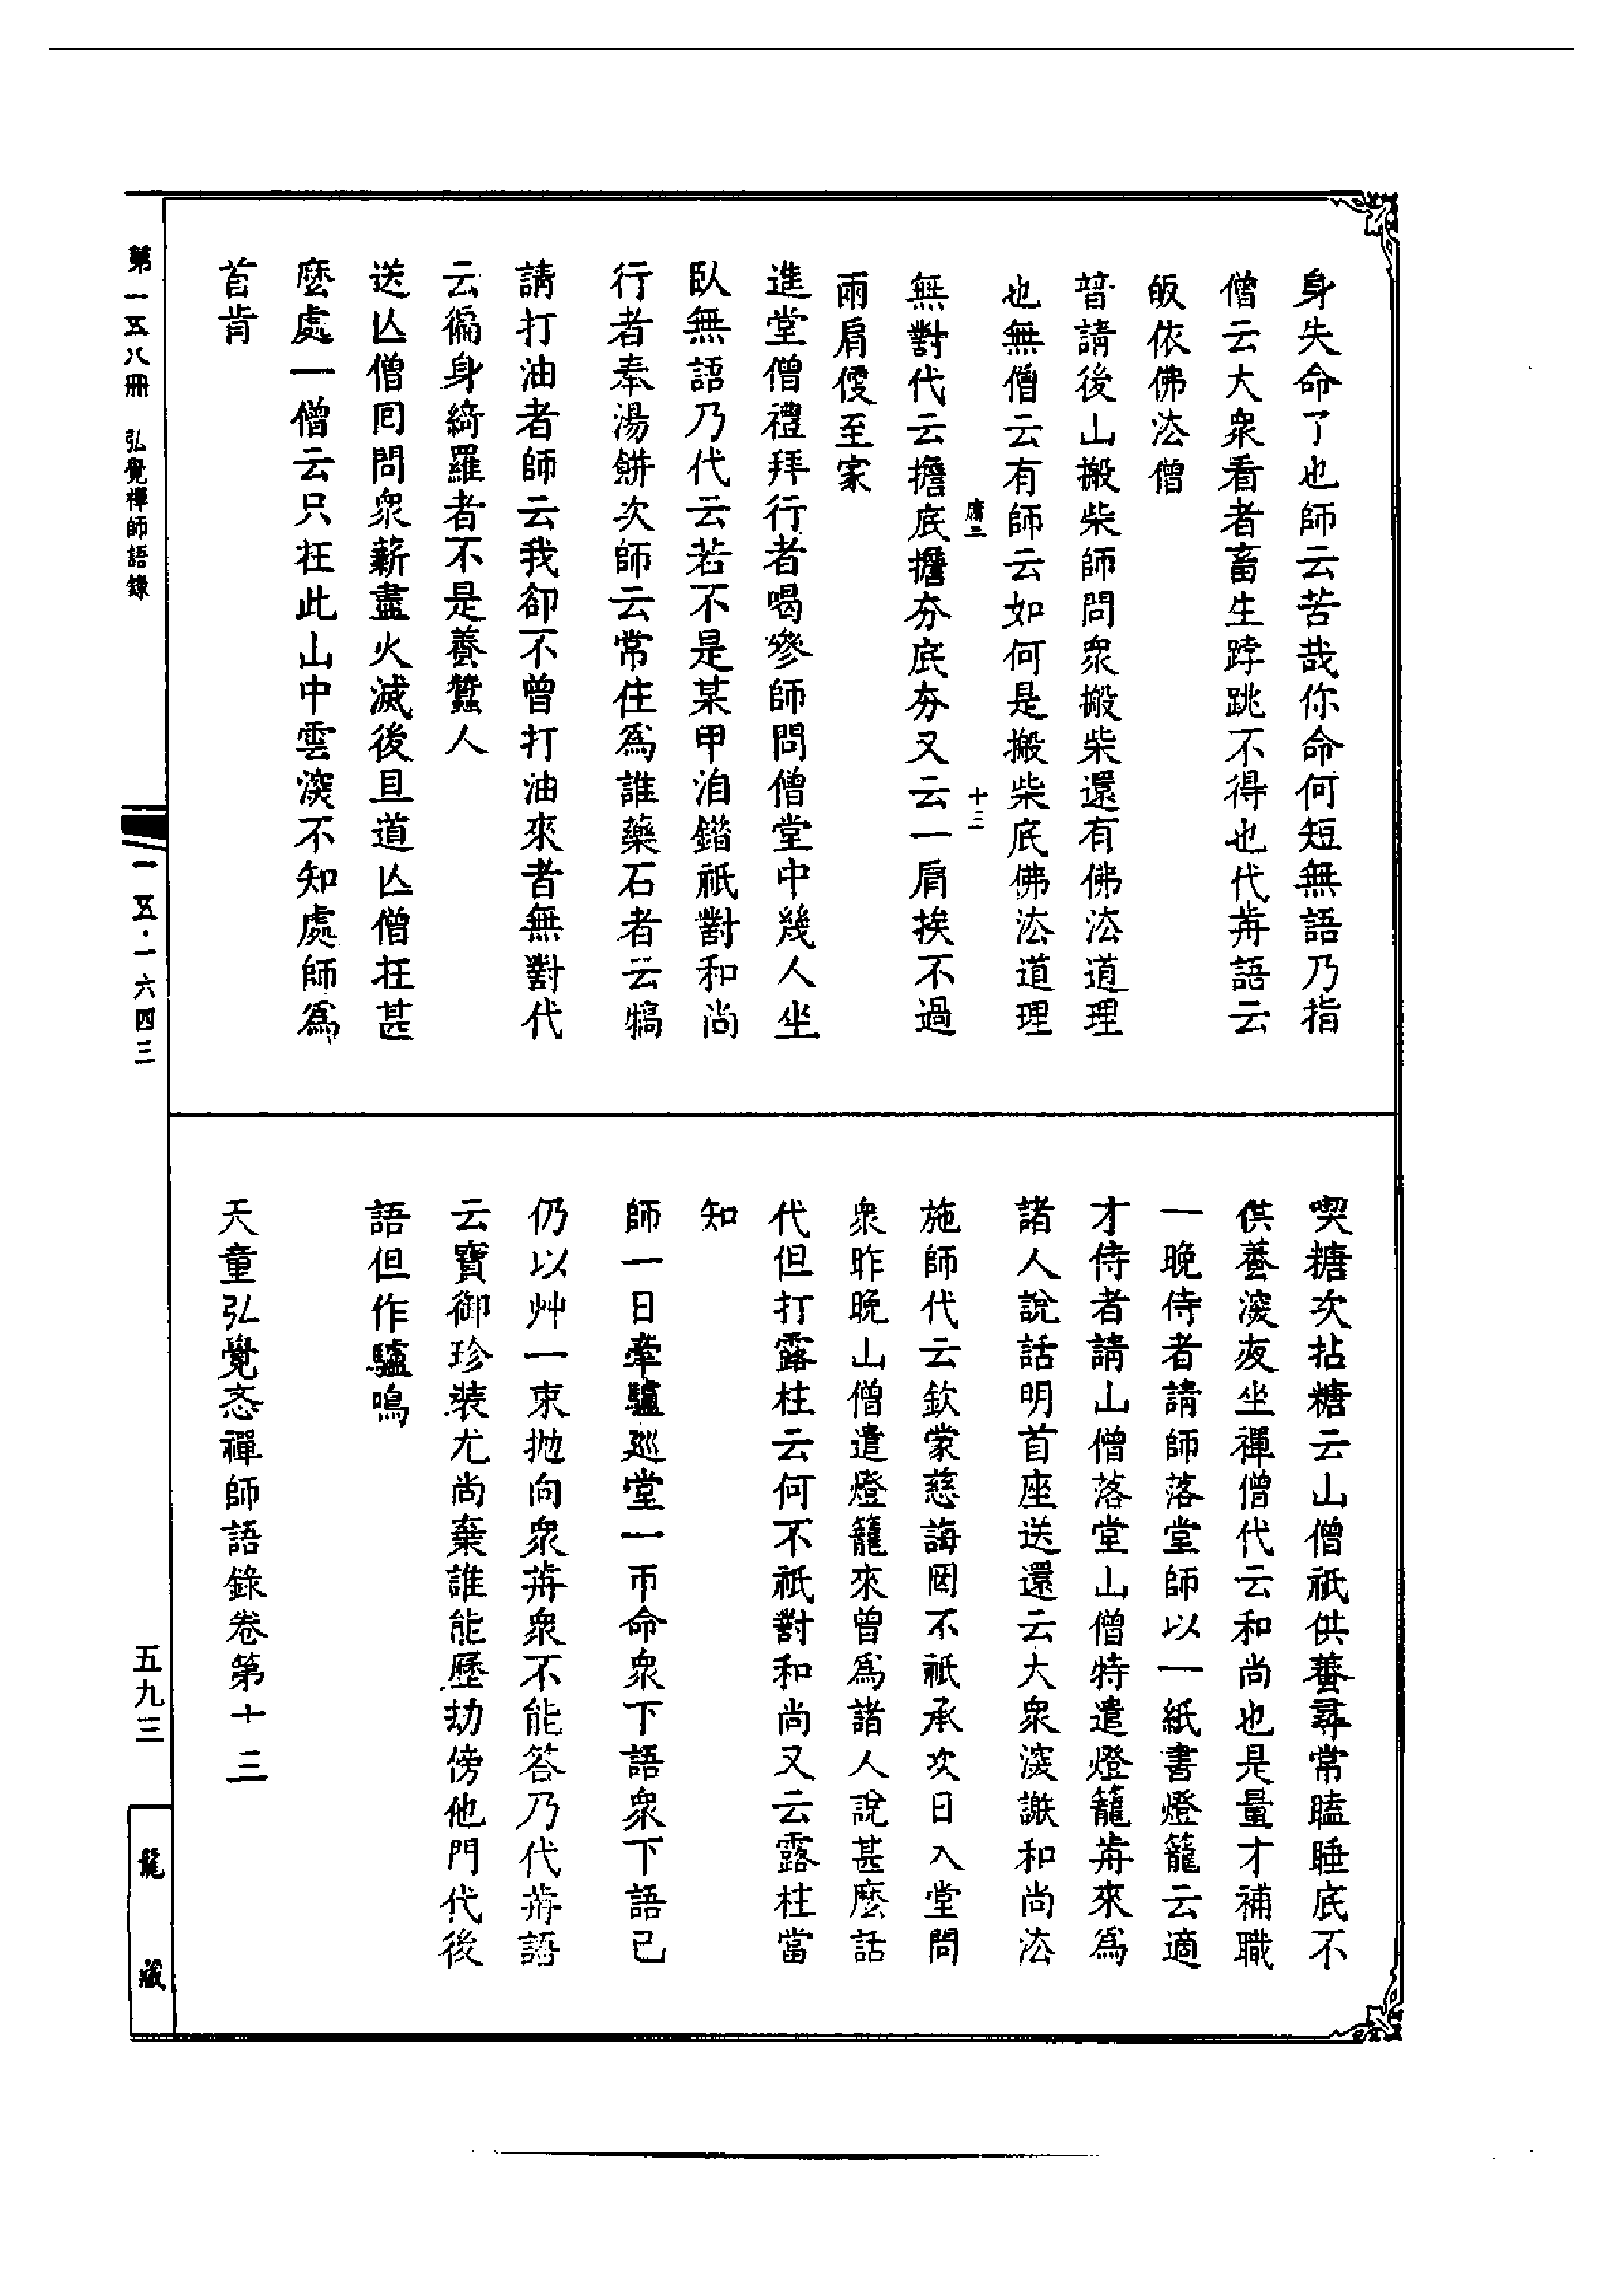 身失命了也師云苦哉你命何短無語乃指
僧云大衆看者畜生䟺跳不得也代前語云
皈依佛法僧
普請後山搬柴師問衆搬柴還有佛法道理
也無僧云有師云如何是搬柴底佛法道理
庸三
十三
無對代云擔底擔夯底夯又云一肩挨不過
兩肩便至家
進堂僧禮拜行者喝參師問僧堂中幾人坐
臥無語乃代云若不是某甲洎錯祇對和尚
行者奉湯餅次師云常住爲誰藥石者云犒
請打油者師云我卻不曾打油來者無對代
云徧身綺羅者不是養蠶人
送亾僧囘問衆薪盡火滅後且道亾僧在甚
麽處一僧云只在此山中雲深不知處師爲
首肯
喫糖次拈糖云山僧祇供養尋常瞌睡底不
供養深夜坐禪僧代云和尚也是量才補職
一晚侍者請師落堂師以一紙書燈籠云適
才侍者請山僧落堂山僧特遣燈籠前來爲
諸人說話明首座送還云大衆深謝和尚法
施師代云欽蒙慈誨罔不祇承次日入堂問
衆昨晚山僧遣燈籠來曾爲諸人說甚麽話
代但打露柱云何不祇對和尚又云露柱當
知
師一日牽驢巡堂一帀命衆下語衆下語已
仍以艸一束拋向衆前衆不能答乃代前語
云寶御珍裝尤尚棄誰能歷劫傍他門代後
語但作驢鳴
天童弘覺忞禪師語錄卷第十三
第一五八冊　弘覺禪師語錄
一五·一六四三
五九三
龍藏